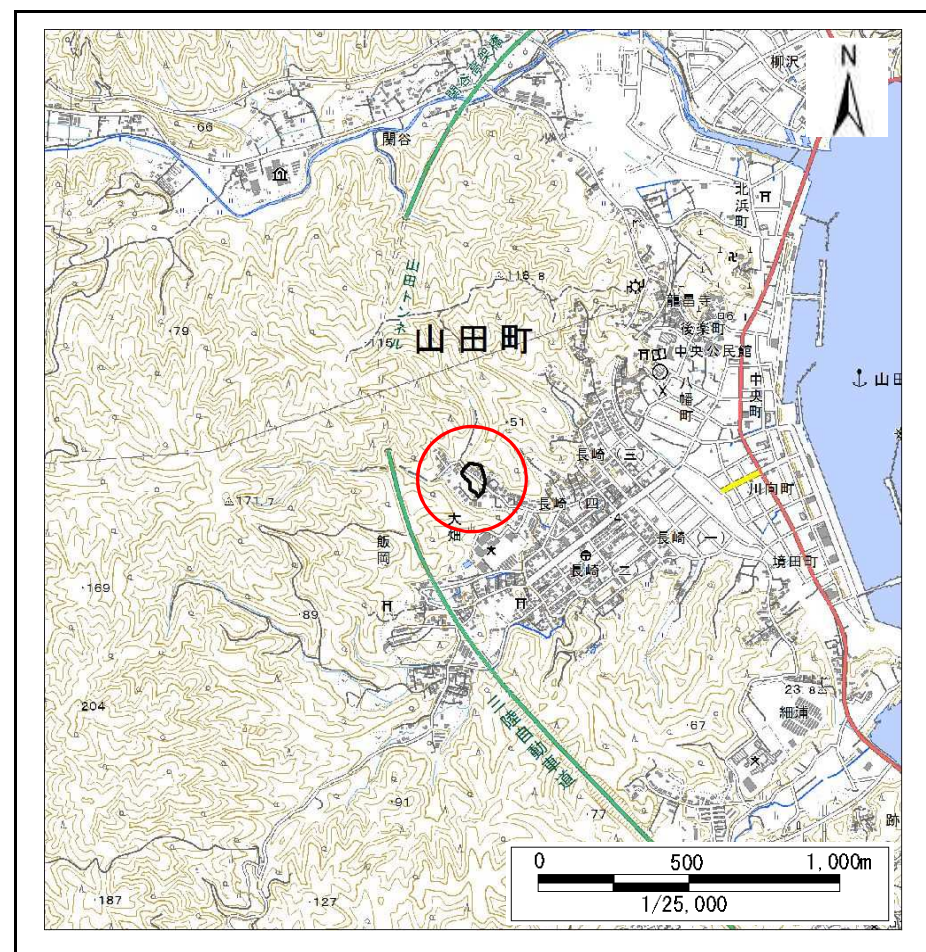 柳沢
N
66
関谷
北浜町
山田トンネル
116.8
龍昌寺
後楽町
79
115
山田町
中央公民館
八幡町
中央町
山田
51
長崎(三)
171.7
大畑
長崎(四)
4
川向町
飯岡
長崎(一)
長崎(二)
境田町
169
89
23.8
細浦
204
67
三陸自動車道
91
77
跡
0 500 1,000m
1/25,000
187
127